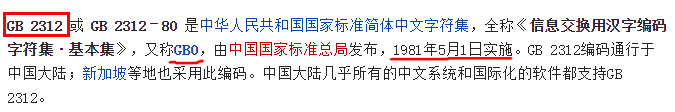 GB 2312 或 GB 2312-80 是中华人民共和国国家标准简体中文字符集，全称《信息交换用汉字编码
字符集·基本集》，又称GB0，由中国国家标准总局发布，1981年5月1日实施。GB 2312编码通行于
中国大陆；新加坡等地也采用此编码。中国大陆几乎所有的中文系统和国际化的软件都支持GB
2312。